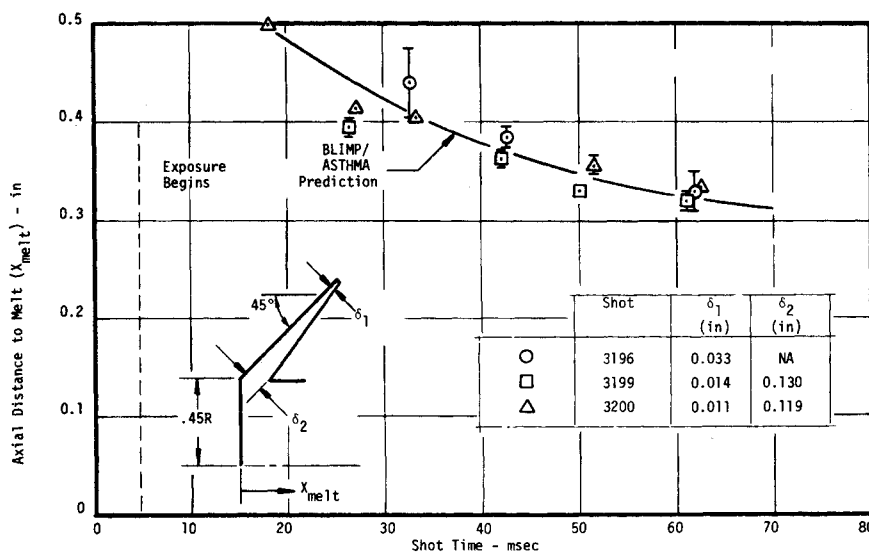 0.5
0.4
0.3
0.2
0.1
0
Axial Distance to Melt (Xmelt) - in
Exposure
Begins
BLIMP/
ASTHMA
Prediction
45°
δ1
δ2
.45R
Xmelt
Shot δ1 (in) δ2 (in)
○ 3196 0.033 NA
□ 3199 0.014 0.130
△ 3200 0.011 0.119
0 10 20 30 40 50 60 70 80
Shot Time - msec